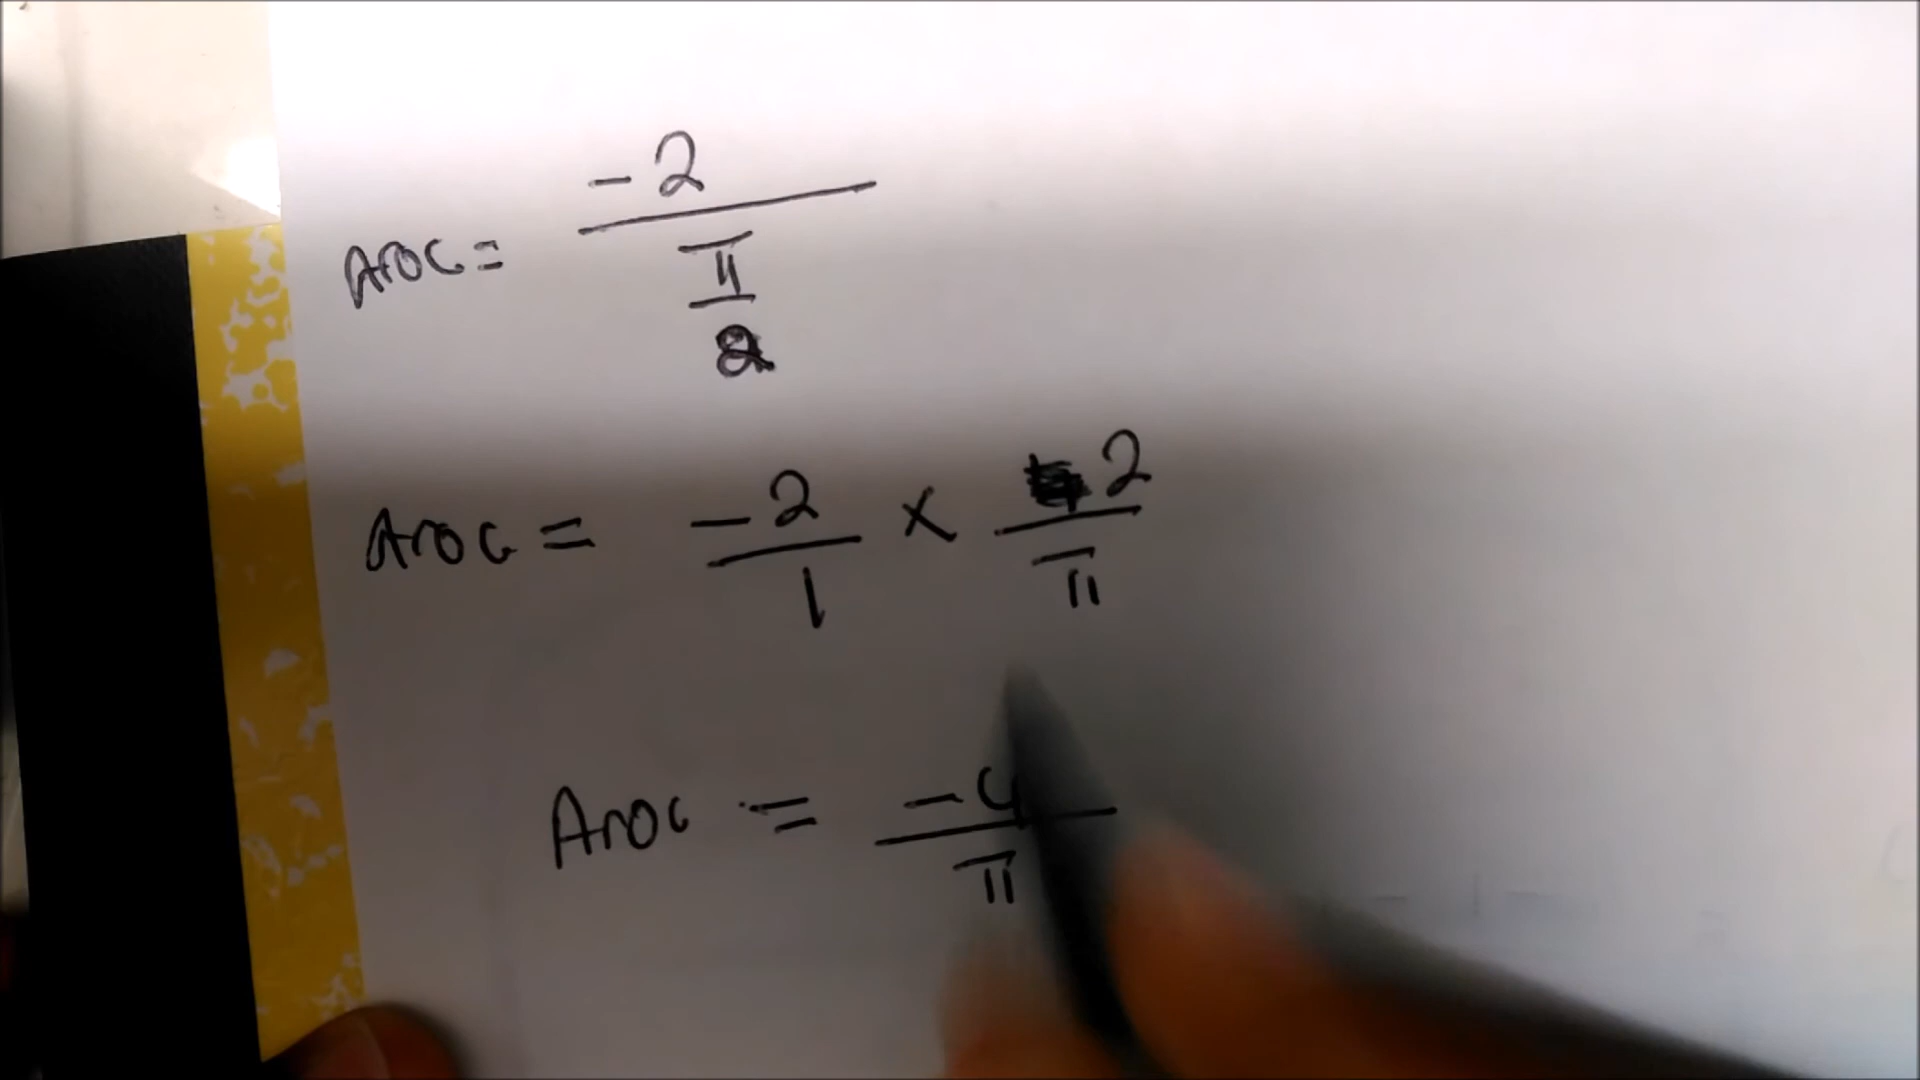 Aroc = -2 / π/2
Aroc = -2/1 × 2/π
Aroc = -4/π